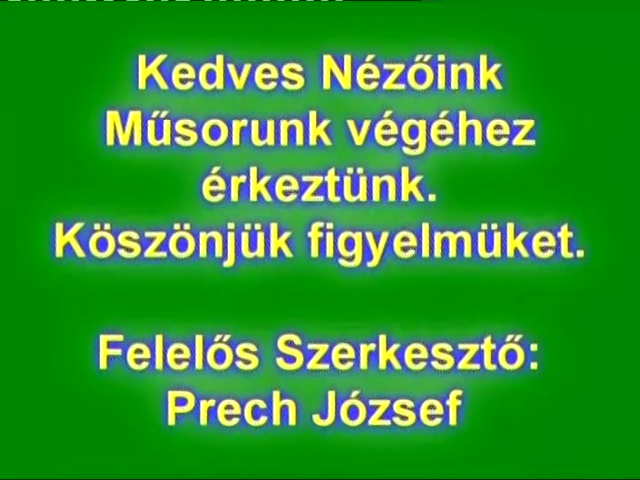 Kedves Nézőink
Műsorunk végéhez
érkeztünk.
Köszönjük figyelmüket.
Felelős Szerkesztő:
Prech József